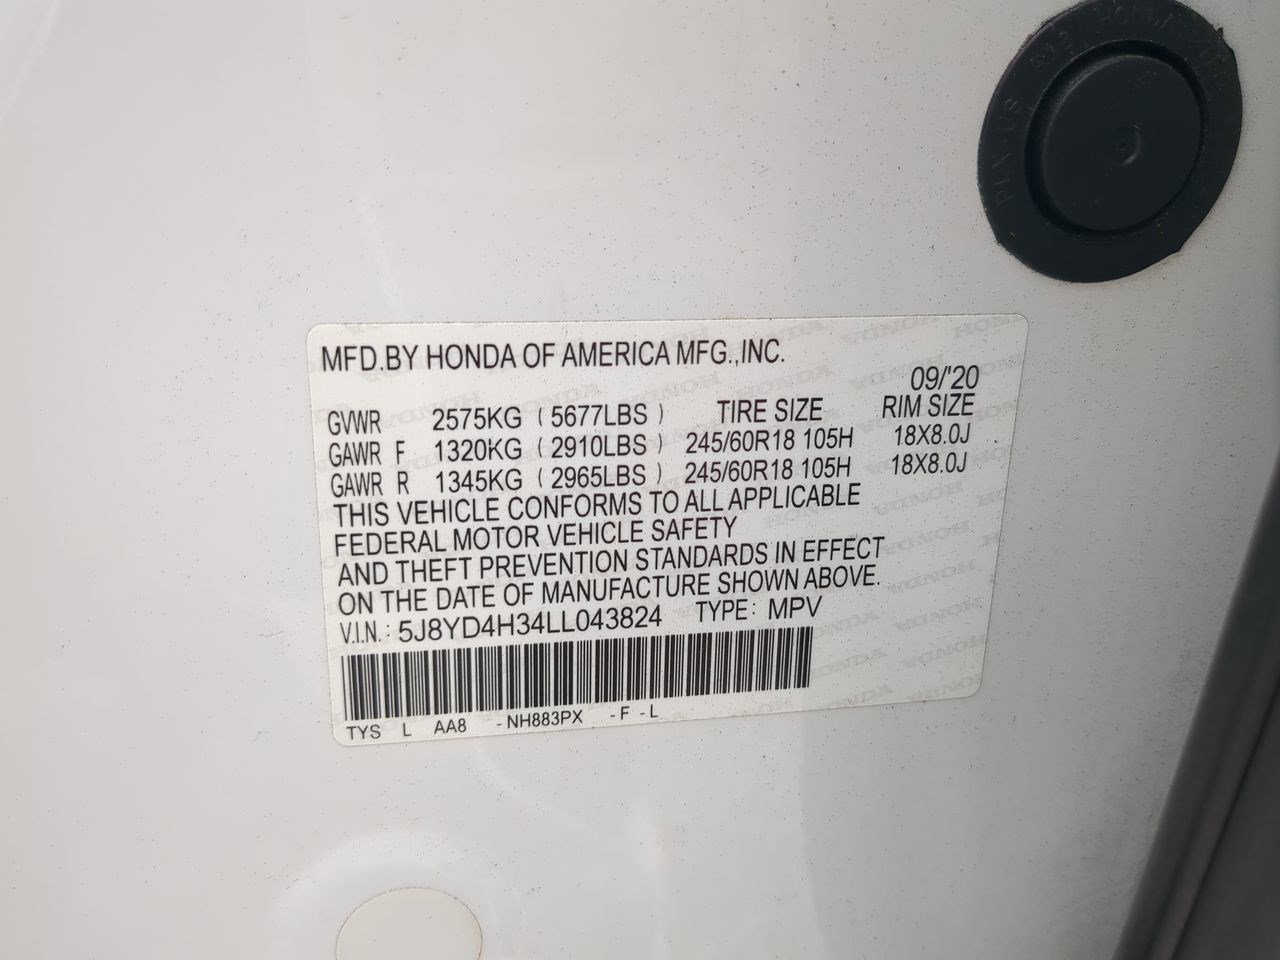 MFD.BY HONDA OF AMERICA MFG.,INC.
09/'20
GVWR 2575KG ( 5677LBS ) TIRE SIZE RIM SIZE
GAWR F 1320KG ( 2910LBS ) 245/60R18 105H 18X8.0J
GAWR R 1345KG ( 2965LBS ) 245/60R18 105H 18X8.0J
THIS VEHICLE CONFORMS TO ALL APPLICABLE
FEDERAL MOTOR VEHICLE SAFETY
AND THEFT PREVENTION STANDARDS IN EFFECT
ON THE DATE OF MANUFACTURE SHOWN ABOVE.
V.I.N.: 5J8YD4H34LL043824 TYPE: MPV
TYS L AA8 -NH883PX -F -L